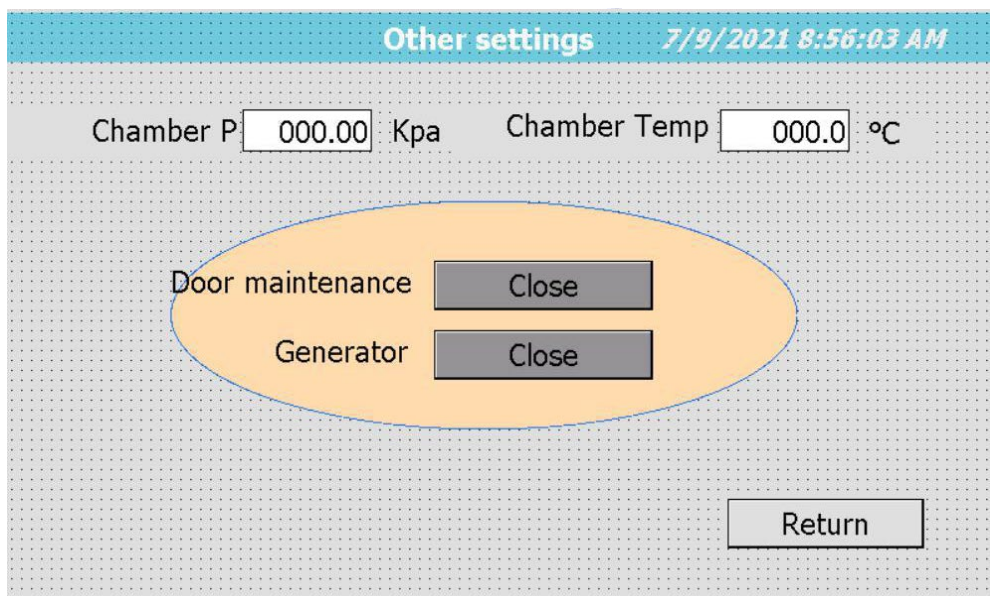 Other settings 7/9/2021 8:56:03 AM
Chamber P 000.00 Kpa Chamber Temp 000.0 °C
Door maintenance Close
Generator Close
Return